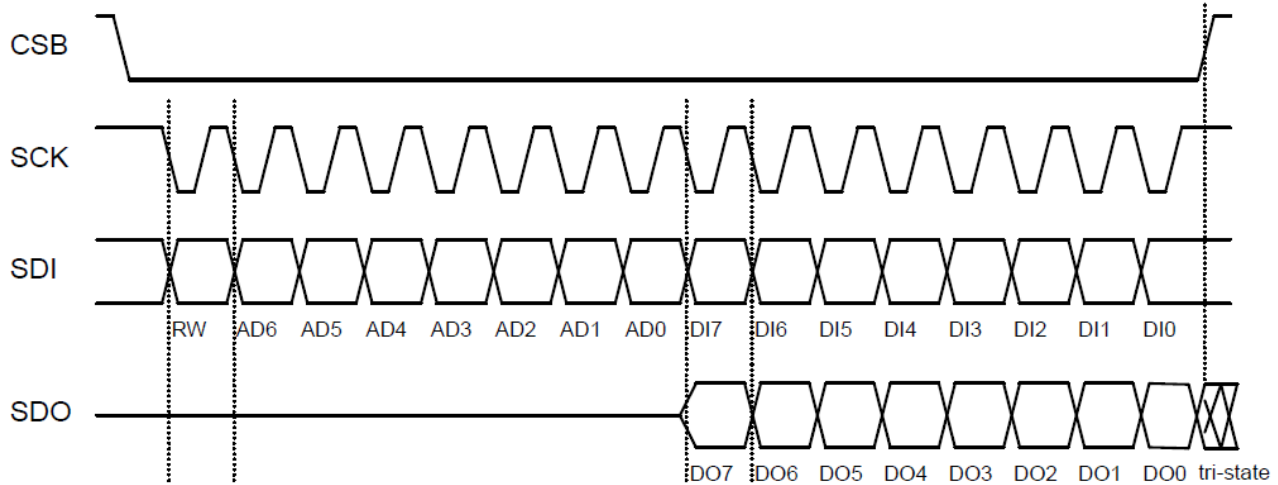 CSB
SCK
SDI
RW AD6 AD5 AD4 AD3 AD2 AD1 AD0 DI7 DI6 DI5 DI4 DI3 DI2 DI1 DI0
SDO
DO7 DO6 DO5 DO4 DO3 DO2 DO1 DO0 tri-state